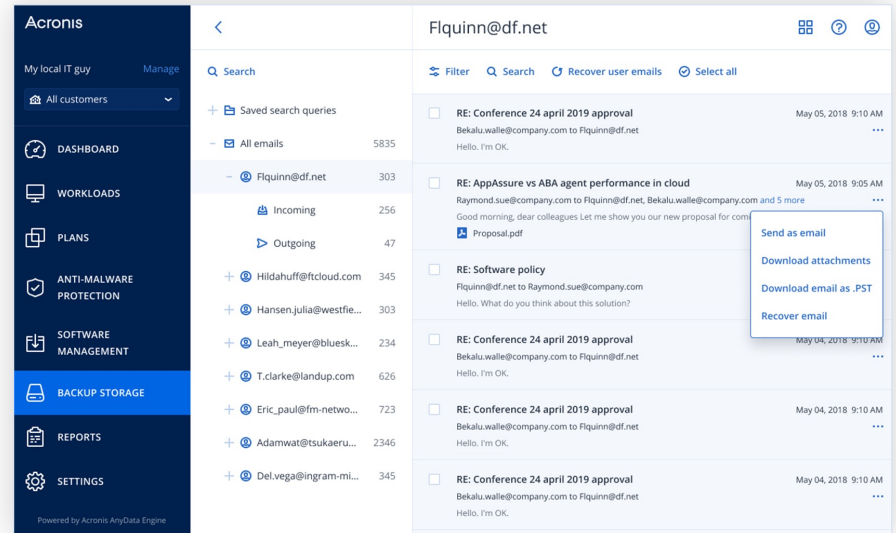 Acronis
My local IT guy
Manage
All customers
DASHBOARD
WORKLOADS
PLANS
ANTI-MALWARE
PROTECTION
SOFTWARE
MANAGEMENT
BACKUP STORAGE
REPORTS
SETTINGS
Powered by Acronis AnyData Engine
Search
Saved search queries
All emails 5835
Flquinn@df.net 303
Incoming 256
Outgoing 47
Hildahuff@ftcloud.com 345
Hansen.julia@westfie... 303
Leah_meyer@bluesk... 234
T.clarke@landup.com 626
Eric_paul@fm-netwo... 723
Adamwat@tsukaeru... 2346
Del.vega@ingram-mi... 345
Flquinn@df.net
Filter Search Recover user emails Select all
RE: Conference 24 april 2019 approval May 05, 2018 9:10 AM
Bekalu.walle@company.com to Flquinn@df.net
Hello. I'm OK.
RE: AppAssure vs ABA agent performance in cloud May 05, 2018 9:05 AM
Raymond.sue@company.com to Flquinn@df.net, Bekalu.walle@company.com and 5 more
Good morning, dear colleagues Let me show you our new proposal for
Proposal.pdf
Send as email
Download attachments
Download email as .PST
Recover email
RE: Software policy
Flquinn@df.net to Raymond.sue@company.com
Hello. What do you think about this solution?
RE: Conference 24 april 2019 approval May 04, 2018 9:10 AM
Bekalu.walle@company.com to Flquinn@df.net
Hello. I'm OK.
RE: Conference 24 april 2019 approval May 04, 2018 9:10 AM
Bekalu.walle@company.com to Flquinn@df.net
Hello. I'm OK.
RE: Conference 24 april 2019 approval May 04, 2018 9:10 AM
Bekalu.walle@company.com to Flquinn@df.net
Hello. I'm OK.